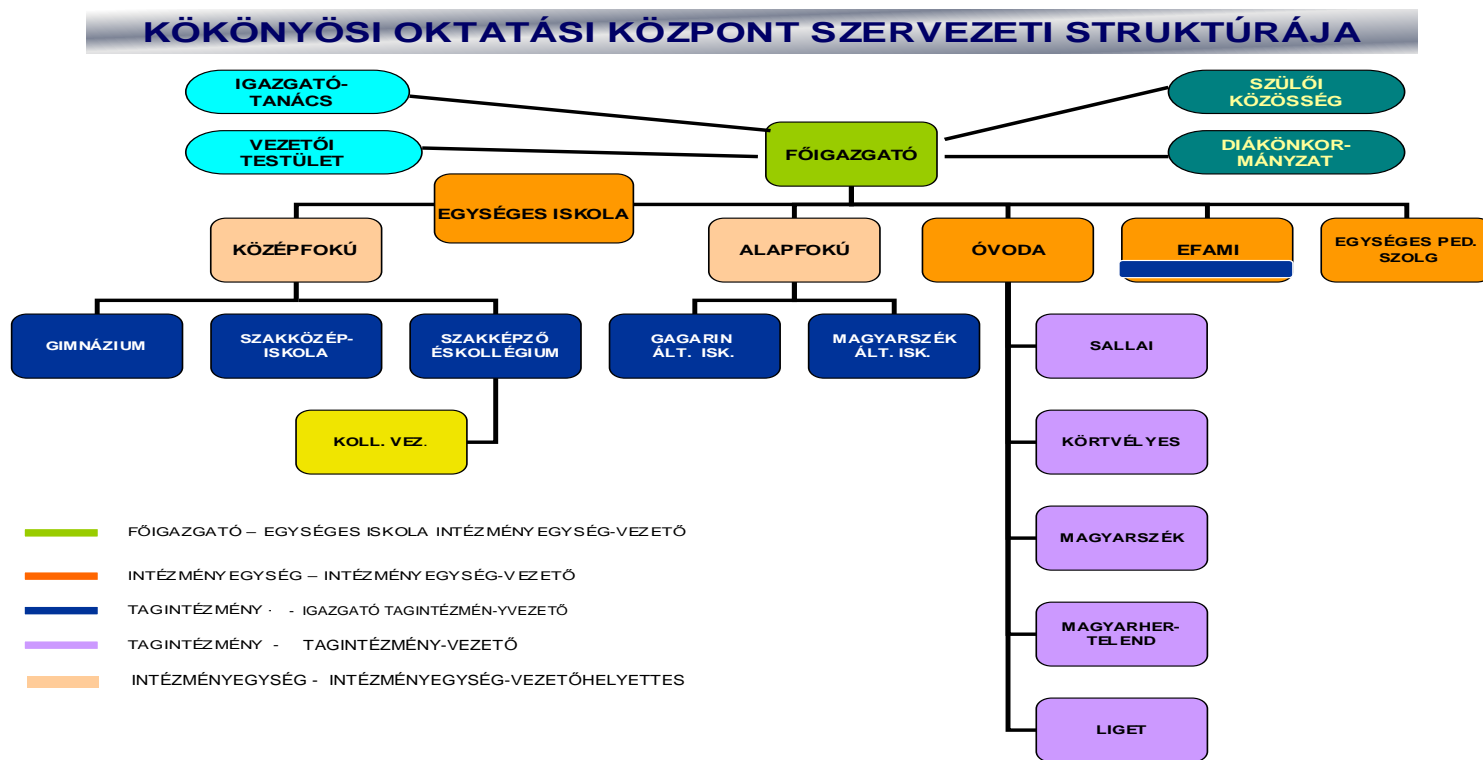 KÖKÖNYÖSI OKTATÁSI KÖZPONT SZERVEZETI STRUKTÚRÁJA
IGAZGATÓ-
TANÁCS
SZÜLŐI
KÖZÖSSÉG
VEZETŐI
TESTÜLET
FŐIGAZGATÓ
DIÁKÖNKOR-
MÁNYZAT
EGYSÉGES ISKOLA
KÖZÉPFOKÚ
ALAPFOKÚ
ÓVODA
EFAMI
EGYSÉGES PED.
SZOLG
GIMNÁZIUM
SZAKKÖZÉP-
ISKOLA
SZAKKÉPZŐ
ÉSKOLLÉGIUM
GAGARIN
ÁLT. ISK.
MAGYARSZÉK
ÁLT. ISK.
SALLAI
KOLL. VEZ.
KÖRTVÉLYES
MAGYARSZÉK
MAGYARHER-
TELEND
LIGET
FŐIGAZGATÓ – EGYSÉGES ISKOLA INTÉZMÉNYEGYSÉG-VEZETŐ
INTÉZMÉNYEGYSÉG – INTÉZMÉNYEGYSÉG-VEZETŐ
TAGINTÉZMÉNY · - IGAZGATÓ TAGINTÉZMÉN-YVEZETŐ
TAGINTÉZMÉNY - TAGINTÉZMÉNY-VEZETŐ
INTÉZMÉNYEGYSÉG - INTÉZMÉNYEGYSÉG-VEZETŐHELYETTES